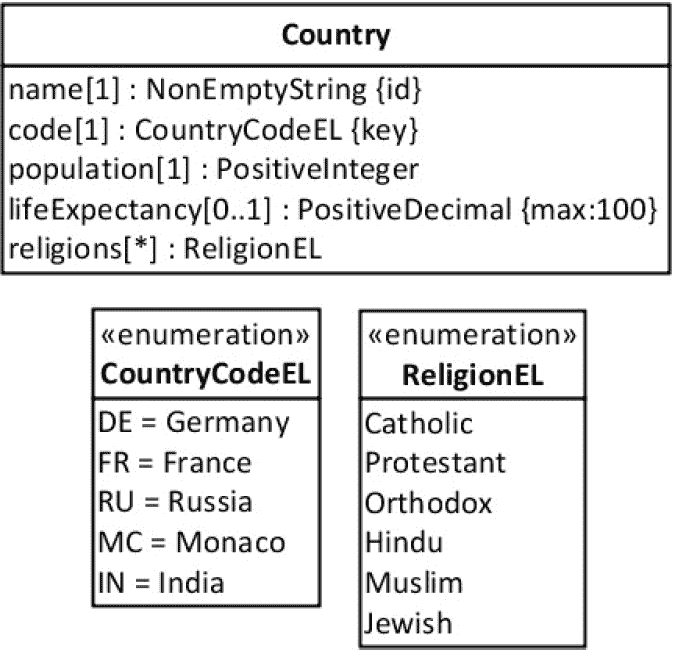 Country
name[1] : NonEmptyString {id}
code[1] : CountryCodeEL {key}
population[1] : PositiveInteger
lifeExpectancy[0..1] : PositiveDecimal {max:100}
religions[*] : ReligionEL
«enumeration»
CountryCodeEL
DE = Germany
FR = France
RU = Russia
MC = Monaco
IN = India
«enumeration»
ReligionEL
Catholic
Protestant
Orthodox
Hindu
Muslim
Jewish